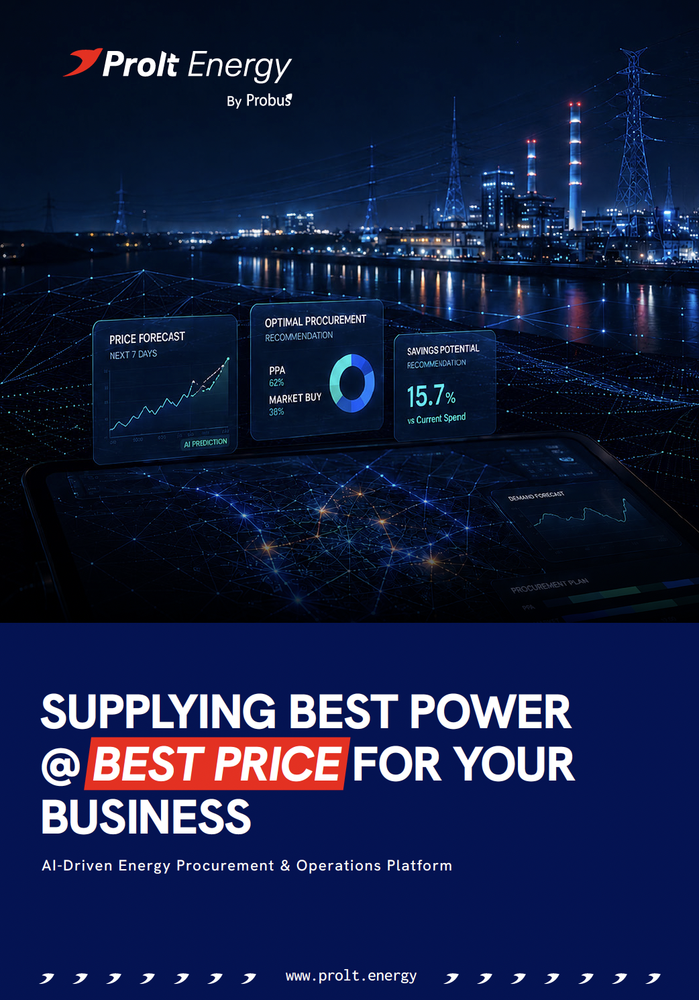 Prolt Energy
By Probus
PRICE FORECAST
NEXT 7 DAYS
AI PREDICTION
OPTIMAL PROCUREMENT
RECOMMENDATION
PPA
62%
MARKET BUY
38%
SAVINGS POTENTIAL
RECOMMENDATION
15.7%
vs Current Spend
DEMAND FORECAST
PROCUREMENT PLAN
PPA
SUPPLYING BEST POWER
@ BEST PRICE FOR YOUR
BUSINESS
AI-Driven Energy Procurement & Operations Platform
www.prolt.energy